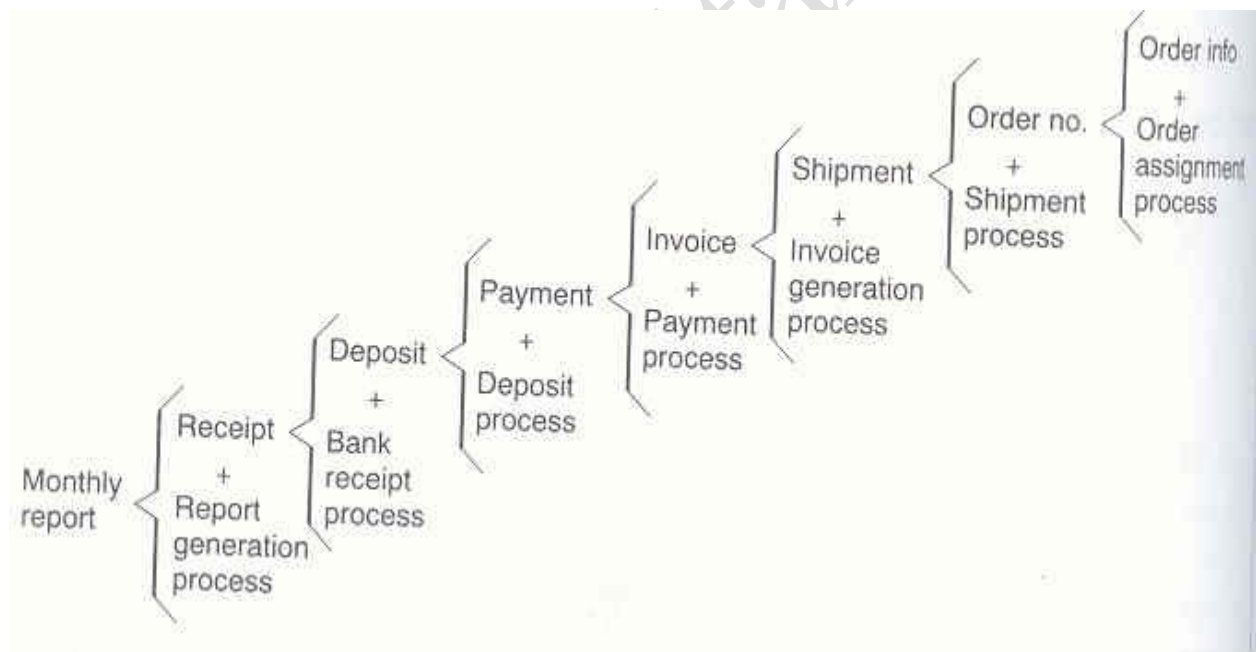 Monthly
report
Receipt
+
Report
generation
process
Deposit
+
Bank
receipt
process
Payment
+
Deposit
process
Invoice
+
Payment
process
Shipment
+
Invoice
generation
process
Order no.
+
Shipment
process
Order info
+
Order
assignment
process